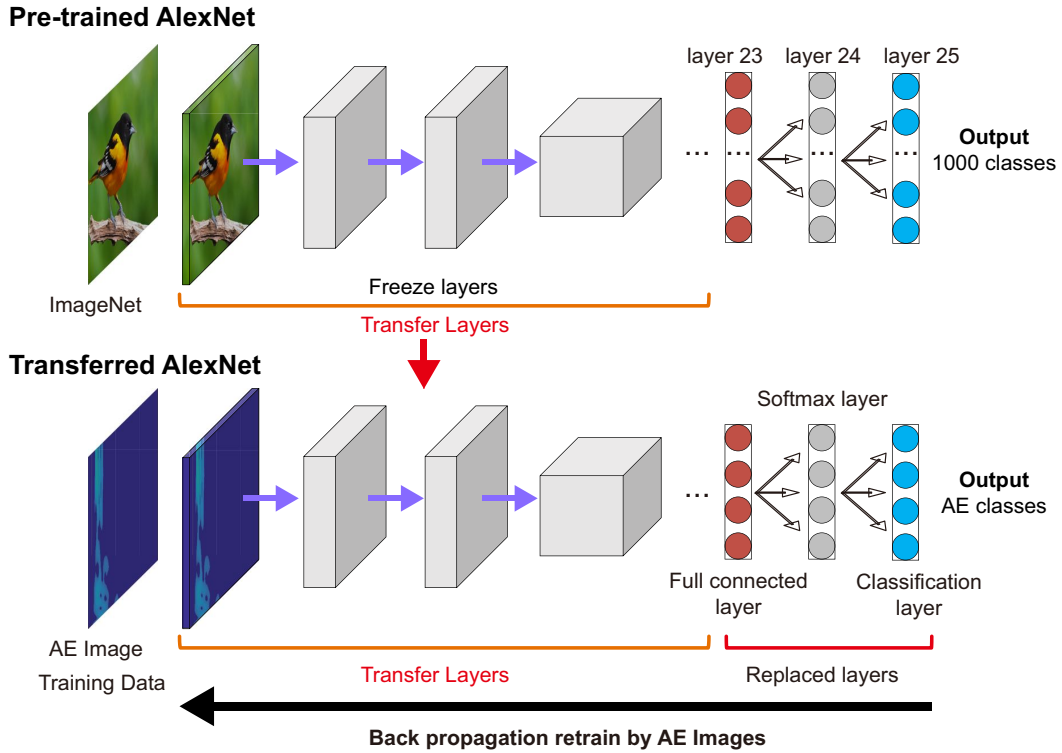 Pre-trained AlexNet
layer 23
layer 24
layer 25
...
...
...
...
Output
1000 classes
ImageNet
Freeze layers
Transfer Layers
Transferred AlexNet
Softmax layer
...
Output
AE classes
Full connected
layer
Classification
layer
AE Image
Training Data
Transfer Layers
Replaced layers
Back propagation retrain by AE Images